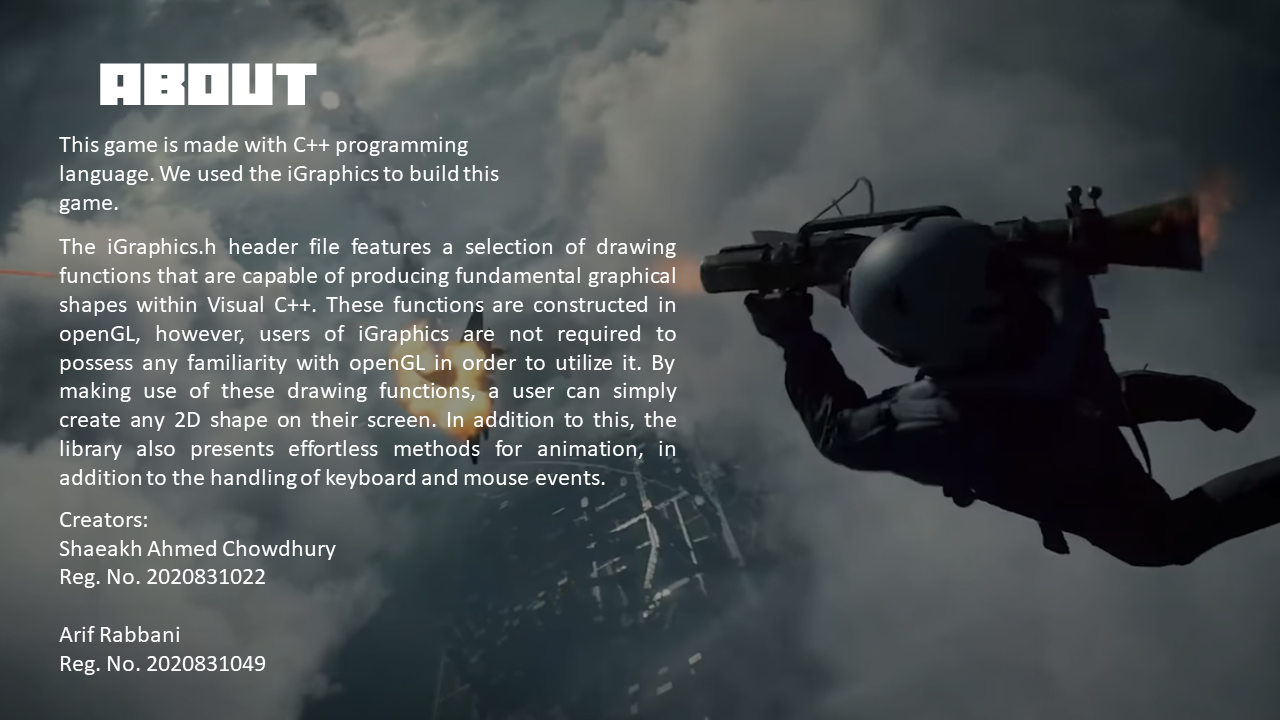 ABOUT
This game is made with C++ programming
language. We used the iGraphics to build this
game.
The iGraphics.h header file features a selection of drawing
functions that are capable of producing fundamental graphical
shapes within Visual C++. These functions are constructed in
openGL, however, users of iGraphics are not required to
possess any familiarity with openGL in order to utilize it. By
making use of these drawing functions, a user can simply
create any 2D shape on their screen. In addition to this, the
library also presents effortless methods for animation, in
addition to the handling of keyboard and mouse events.
Creators:
Shaeakh Ahmed Chowdhury
Reg. No. 2020831022
Arif Rabbani
Reg. No. 2020831049